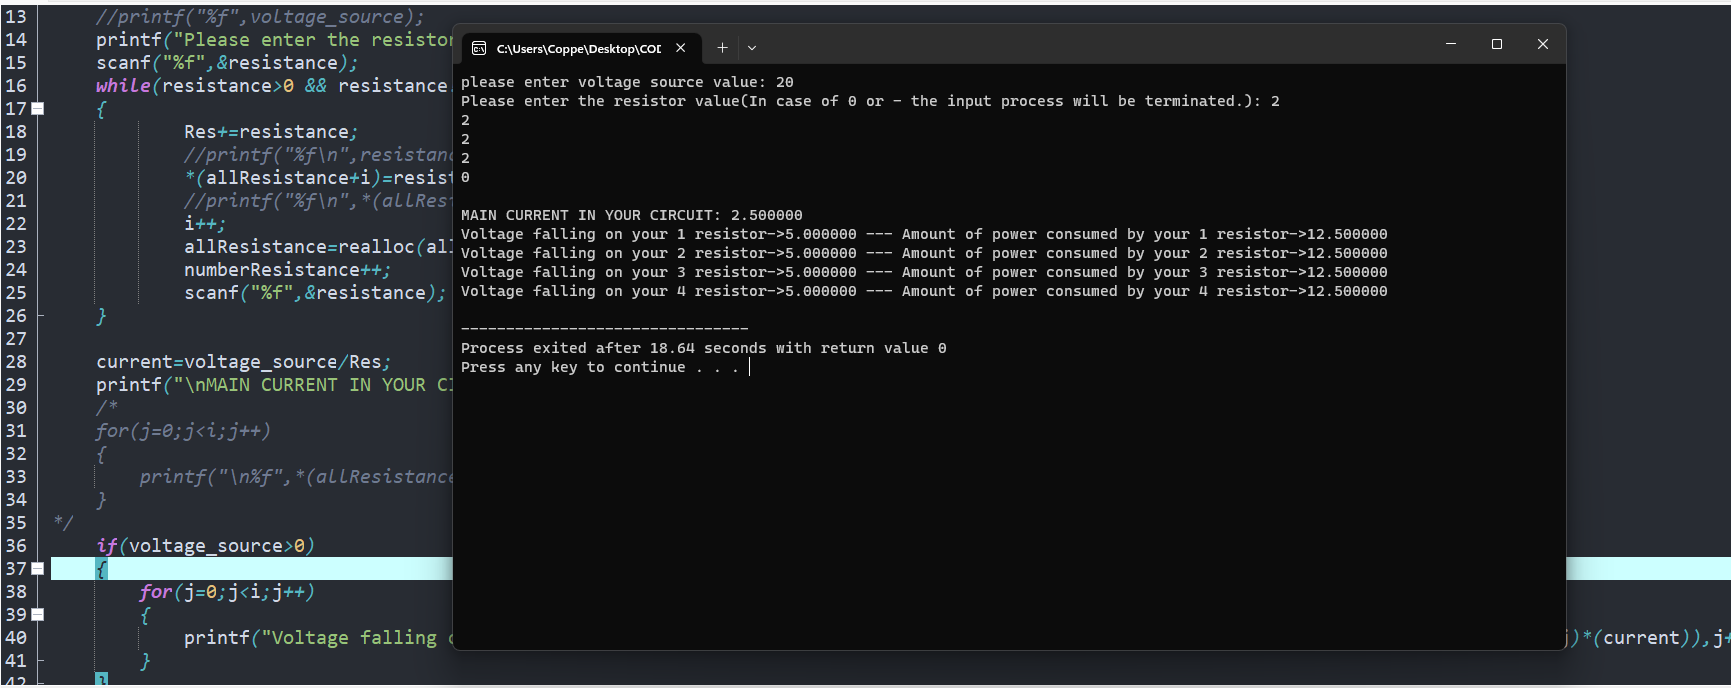 13 //printf("%f",voltage_source);
14 printf("Please enter the resistor
15 scanf("%f",&resistance);
16 while(resistance>0 && resistance
17 {
18 Res+=resistance;
19 //printf("%f\n",resistanc
20 *(allResistance+i)=resist
21 //printf("%f\n",*(allRes
22 i++;
23 allResistance=realloc(all
24 numberResistance++;
25 scanf("%f",&resistance);
26 }
27
28 current=voltage_source/Res;
29 printf("\nMAIN CURRENT IN YOUR CI
30 /*
31 for(j=0;j<i;j++)
32 {
33 printf("\n%f",*(allResistance
34 }
35 */
36 if(voltage_source>0)
37 {
38 for(j=0;j<i;j++)
39 {
40 printf("Voltage falling )*(current)),j+
41 }
42 }
C:\Users\Coppe\Desktop\COD
please enter voltage source value: 20
Please enter the resistor value(In case of 0 or - the input process will be terminated.): 2
2
2
2
0
MAIN CURRENT IN YOUR CIRCUIT: 2.500000
Voltage falling on your 1 resistor->5.000000 --- Amount of power consumed by your 1 resistor->12.500000
Voltage falling on your 2 resistor->5.000000 --- Amount of power consumed by your 2 resistor->12.500000
Voltage falling on your 3 resistor->5.000000 --- Amount of power consumed by your 3 resistor->12.500000
Voltage falling on your 4 resistor->5.000000 --- Amount of power consumed by your 4 resistor->12.500000
--------------------------------
Process exited after 18.64 seconds with return value 0
Press any key to continue . . .